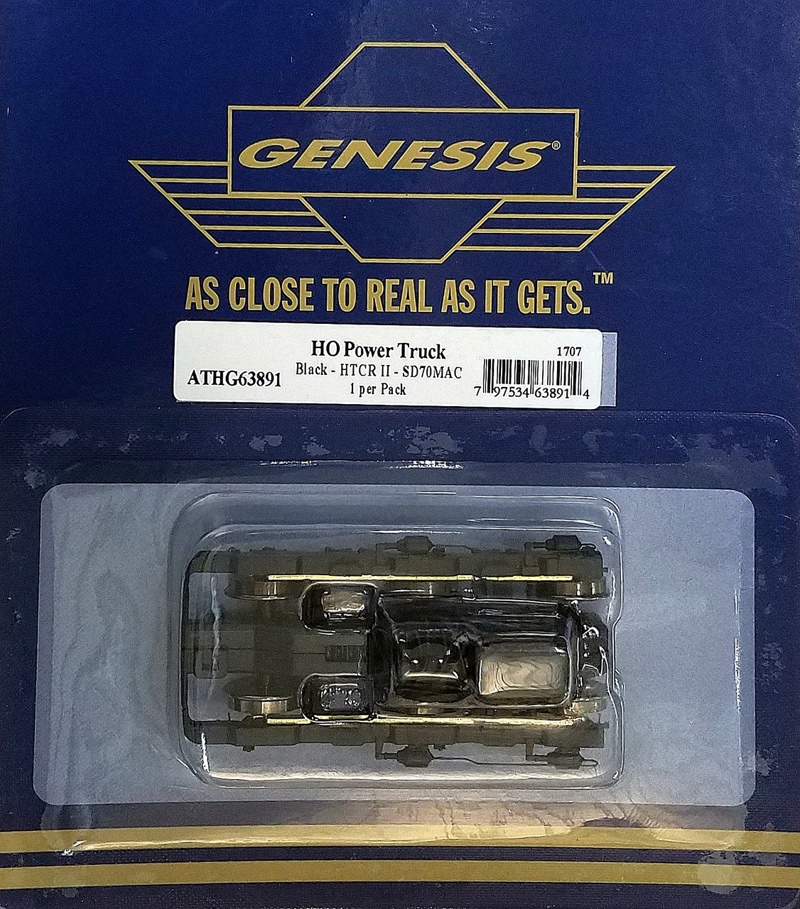 GENESIS®
AS CLOSE TO REAL AS IT GETS.™
HO Power Truck
1707
ATHG63891
Black - HTCR II - SD70MAC
1 per Pack
7 97534 63891 4